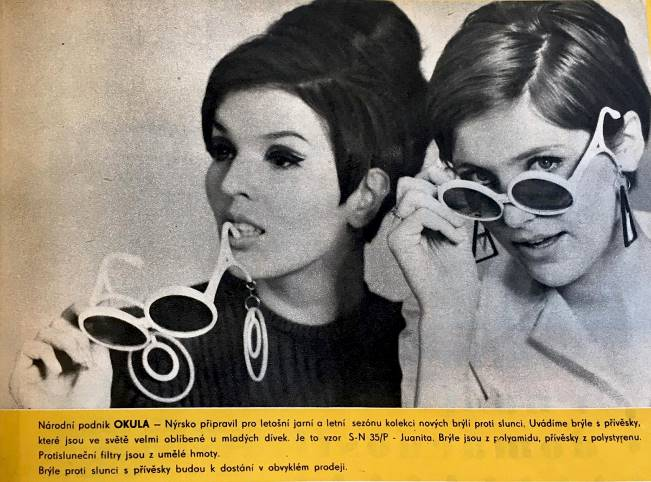 Národní podnik OKULA — Nýrsko připravil pro letošní jarní a letní sezónu kolekci nových brýlí proti slunci. Uvádíme brýle s přívěsky,
které jsou ve světě velmi oblíbené u mladých dívek. Je to vzor S-N 35/P - Juanita. Brýle jsou z polyamidu, přívěsky z polystyrenu.
Protisluneční filtry jsou z umělé hmoty.
Brýle proti slunci s přívěsky budou k dostání v obvyklém prodeji.